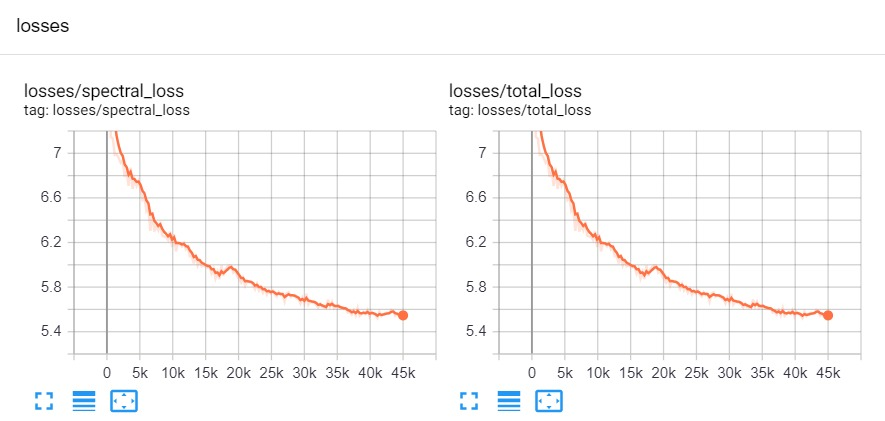 losses
losses/spectral_loss
tag: losses/spectral_loss
7
6.6
6.2
5.8
5.4
0 5k 10k 15k 20k 25k 30k 35k 40k 45k
losses/total_loss
tag: losses/total_loss
7
6.6
6.2
5.8
5.4
0 5k 10k 15k 20k 25k 30k 35k 40k 45k